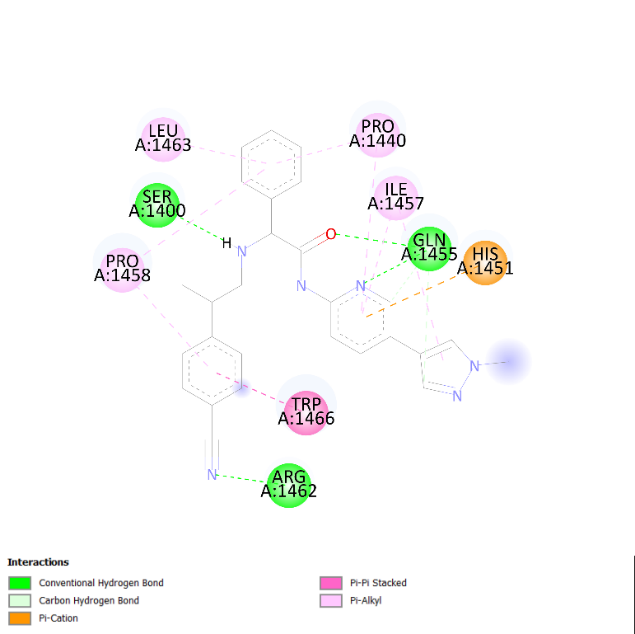 LEU
A:1463
PRO
A:1440
ILE
A:1457
SER
A:1400
H
N
O
GLN
A:1455
HIS
A:1451
PRO
A:1458
N
N
N
N
TRP
A:1466
N
ARG
A:1462
Interactions
Conventional Hydrogen Bond
Carbon Hydrogen Bond
Pi-Cation
Pi-Pi Stacked
Pi-Alkyl